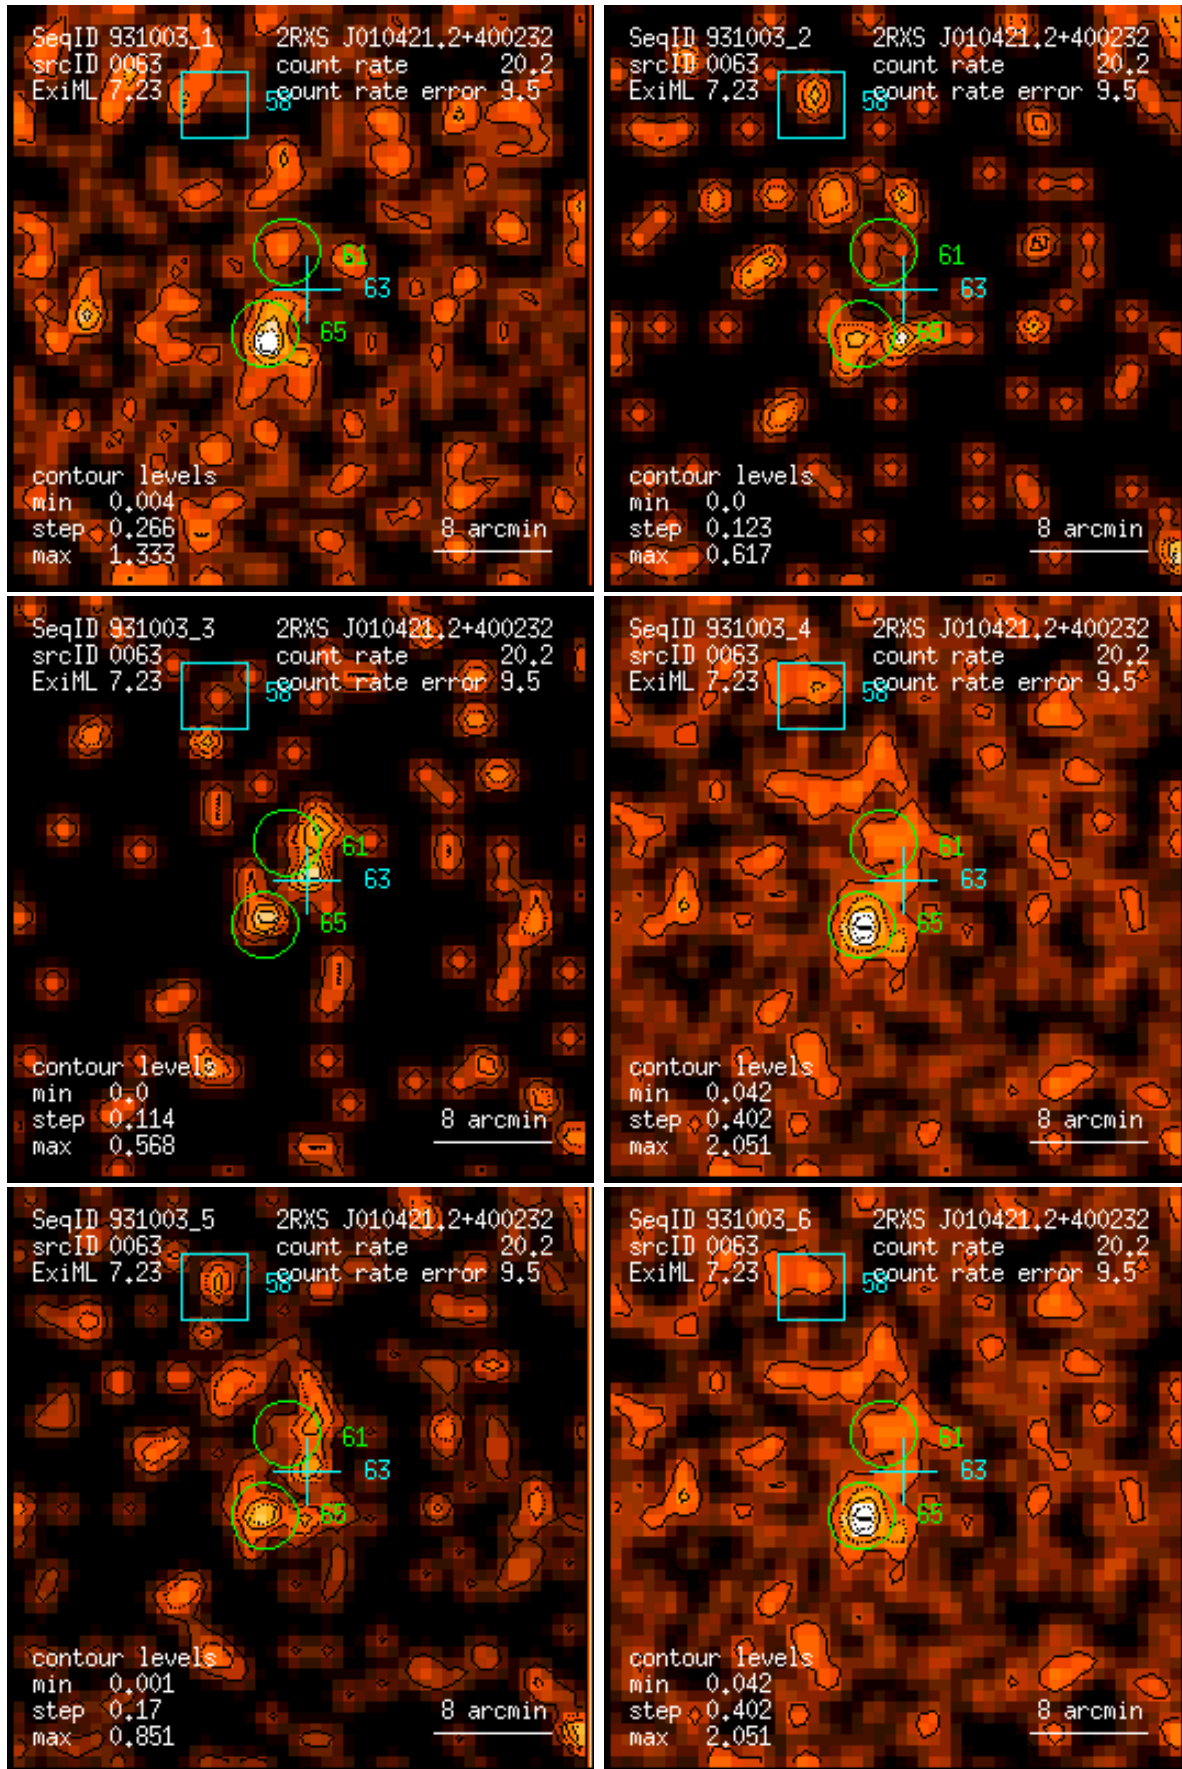 SeqID 931003_1 2RXS J010421.2+400232
srcID 0063 count rate 20.2
ExiML 7.23 count rate error 9.5
58
61
63
65
contour levels
min 0.004
step 0.266 8 arcmin
max 1.333
SeqID 931003_2 2RXS J010421.2+400232
srcID 0063 count rate 20.2
ExiML 7.23 count rate error 9.5
58
61
63
65
contour levels
min 0.0
step 0.123 8 arcmin
max 0.617
SeqID 931003_3 2RXS J010421.2+400232
srcID 0063 count rate 20.2
ExiML 7.23 count rate error 9.5
58
61
63
65
contour levels
min 0.0
step 0.114 8 arcmin
max 0.568
SeqID 931003_4 2RXS J010421.2+400232
srcID 0063 count rate 20.2
ExiML 7.23 count rate error 9.5
58
61
63
65
contour levels
min 0.042
step 0.402 8 arcmin
max 2.051
SeqID 931003_5 2RXS J010421.2+400232
srcID 0063 count rate 20.2
ExiML 7.23 count rate error 9.5
58
61
63
65
contour levels
min 0.001
step 0.17 8 arcmin
max 0.851
SeqID 931003_6 2RXS J010421.2+400232
srcID 0063 count rate 20.2
ExiML 7.23 count rate error 9.5
58
61
63
65
contour levels
min 0.042
step 0.402 8 arcmin
max 2.051